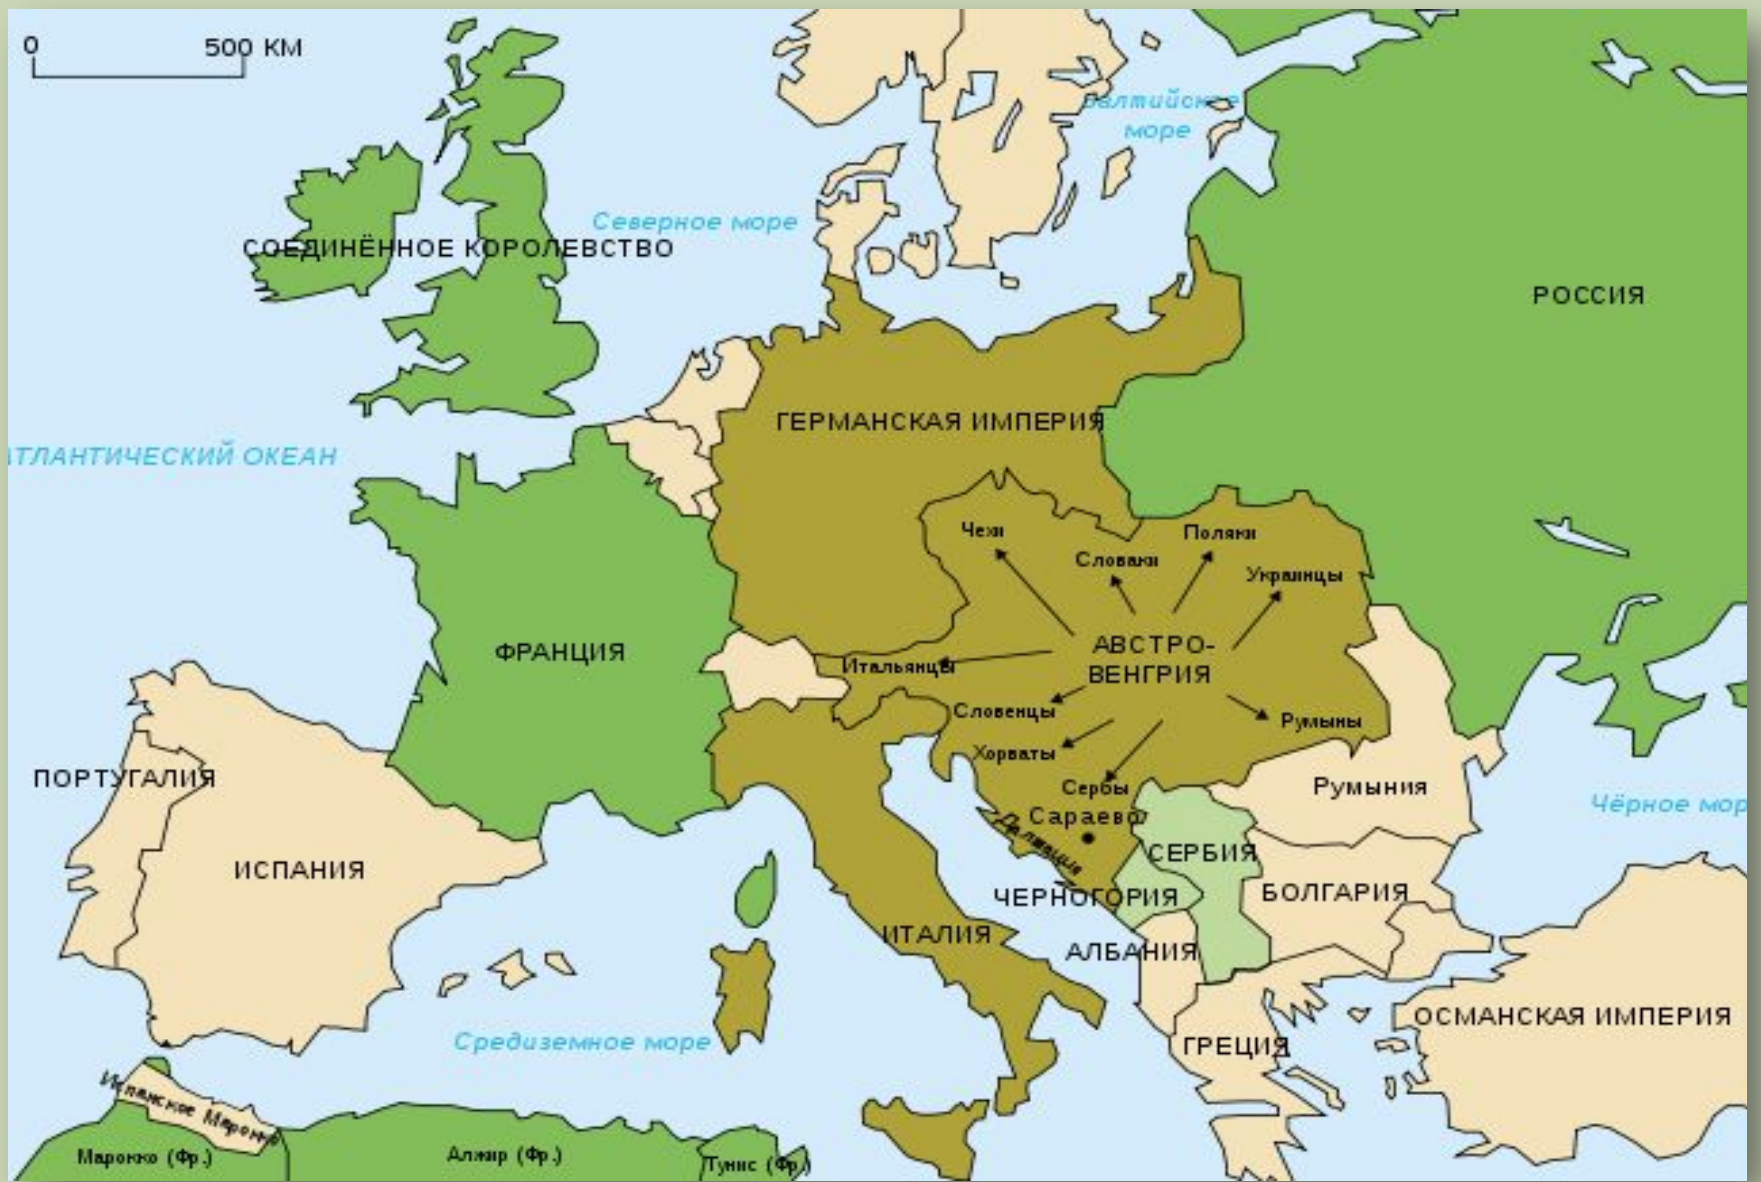 0 500 КМ
Балтийское
море
Северное море
СОЕДИНЁННОЕ КОРОЛЕВСТВО
РОССИЯ
ГЕРМАНСКАЯ ИМПЕРИЯ
АТЛАНТИЧЕСКИЙ ОКЕАН
Чехи
Поляки
Словаки
Украинцы
ФРАНЦИЯ
АВСТРО-
ВЕНГРИЯ
Итальянцы
Словенцы
Румыны
Хорваты
ПОРТУГАЛИЯ
Сербы
Румыния
Чёрное мор
Сараево
Далмация
СЕРБИЯ
ИСПАНИЯ
ЧЕРНОГОРИЯ
БОЛГАРИЯ
ИТАЛИЯ
АЛБАНИЯ
ОСМАНСКАЯ ИМПЕРИЯ
Средиземное море
ГРЕЦИЯ
Испанское Марокко
Марокко (Фр.)
Алжир (Фр.)
Тунис (Фр.)